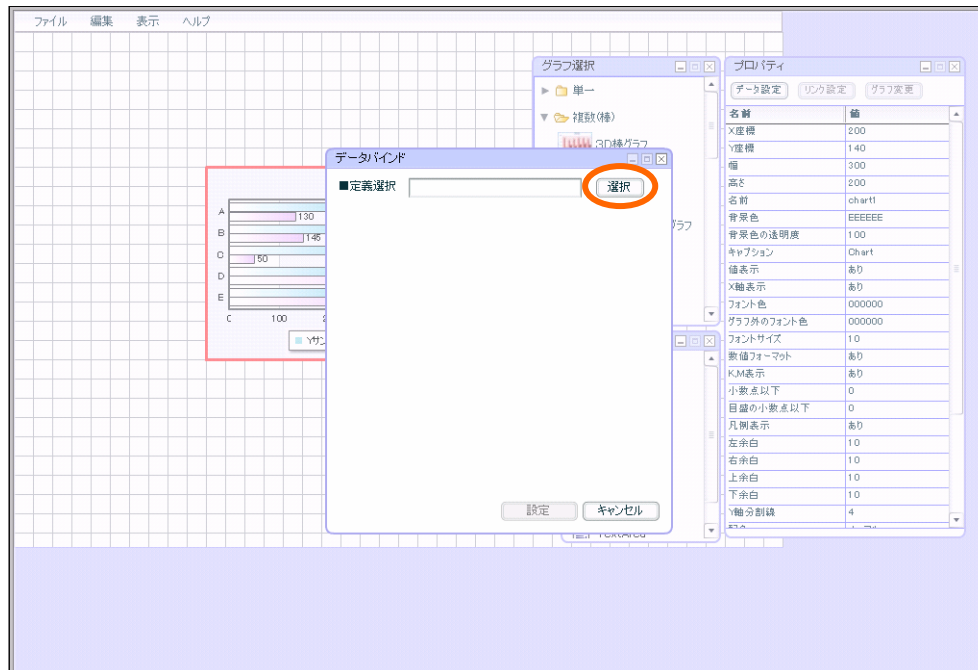 ファイル 編集 表示 ヘルプ
グラフ選択
単一
複数(棒)
3D棒グラフ
グラフ
TextArea
プロパティ
データ設定 リンク設定 グラフ変更
名前 値
X座標 200
Y座標 140
幅 300
高さ 200
名前 chart1
背景色 EEEEEE
背景色の透明度 100
キャプション Chart
値表示 あり
X軸表示 あり
フォント色 000000
グラフ外のフォント色 000000
フォントサイズ 10
数値フォーマット あり
K,M表示 あり
小数点以下 0
目盛の小数点以下 0
凡例表示 あり
左余白 10
右余白 10
上余白 10
下余白 10
Y軸分割線 4
A
130
B
145
C
50
D
E
0 100
Yサン
データバインド
■定義選択 選択
設定 キャンセル